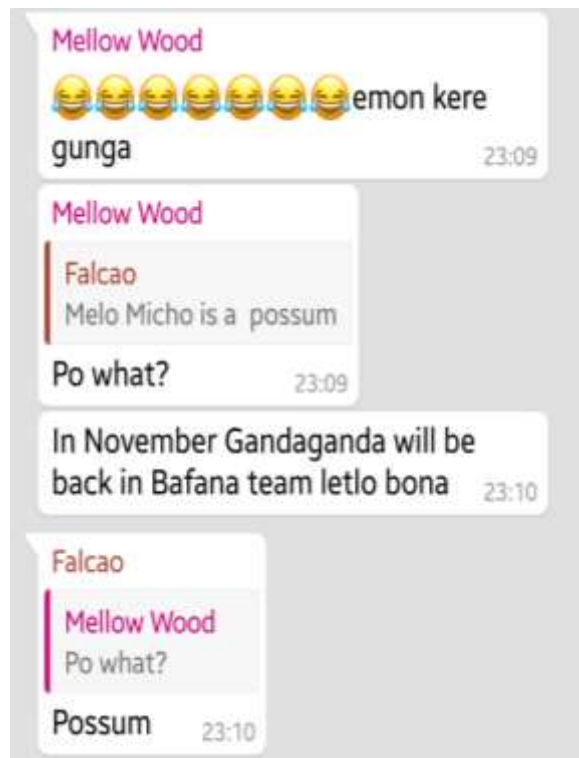 Mellow Wood
😂😂😂😂😂😂😂emon kere
gunga
23:09
Mellow Wood
Falcao
Melo Micho is a possum
Po what?
23:09
In November Gandaganda will be
back in Bafana team letlo bona
23:10
Falcao
Mellow Wood
Po what?
Possum
23:10